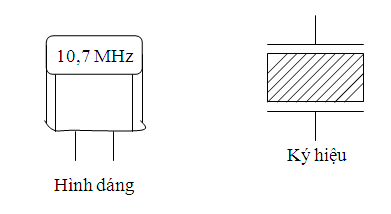 10,7 MHz
Ký hiệu
Hình dáng